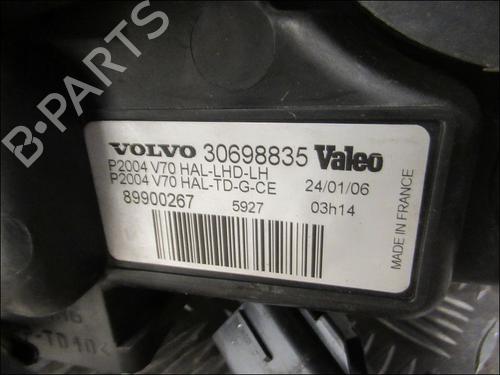 B-PARTS
VOLVO 30698835 Valeo
P2004 V70 HAL-LHD-LH
P2004 V70 HAL-TD-G-CE 24/01/06
89900267 5927 03h14
MADE IN FRANCE